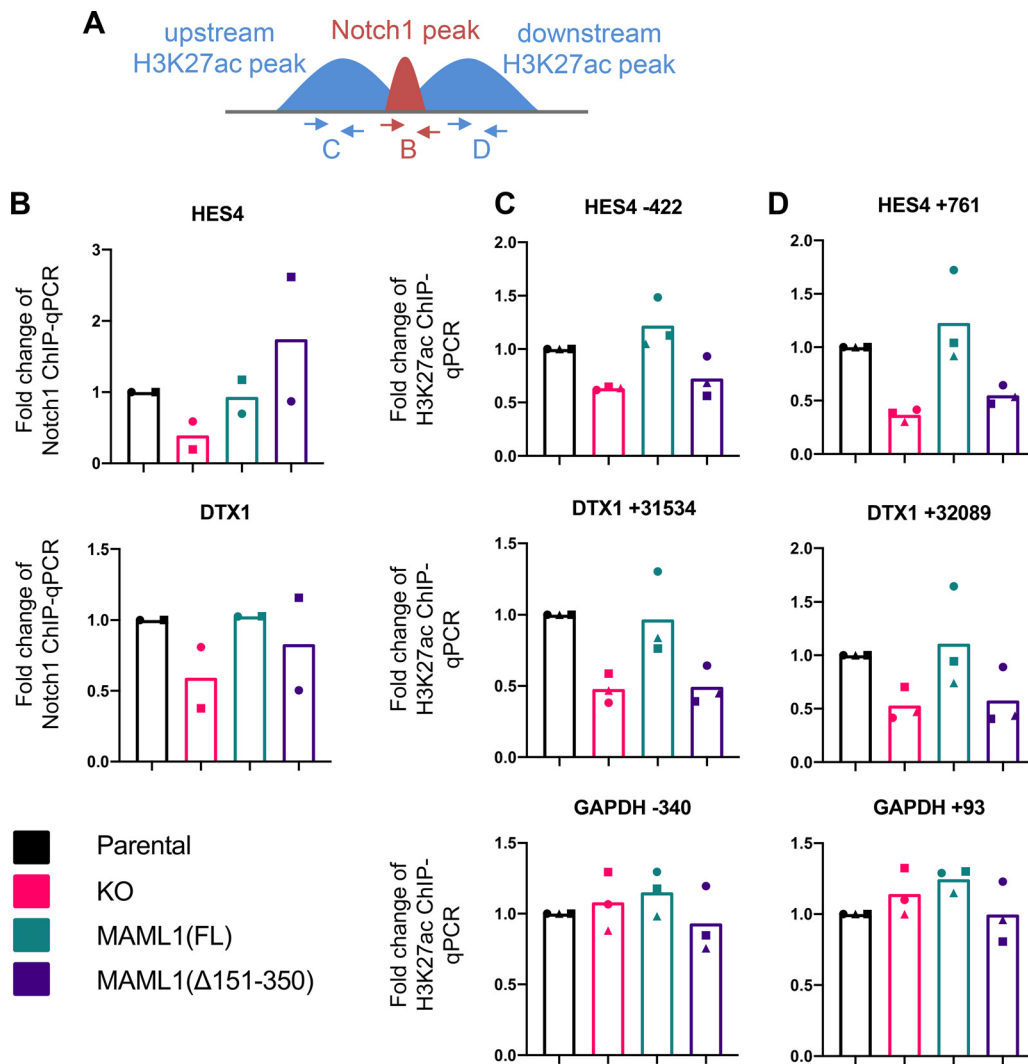 A
upstream
H3K27ac peak
Notch1 peak
downstream
H3K27ac peak
C
B
D
B
HES4
Fold change of
Notch1 ChIP-qPCR
3
2
1
0
DTX1
Fold change of
Notch1 ChIP-qPCR
1.5
1.0
0.5
0.0
Parental
KO
MAML1(FL)
MAML1(Δ151-350)
C
HES4 -422
Fold change of
H3K27ac ChIP-
qPCR
2.0
1.5
1.0
0.5
0.0
DTX1 +31534
Fold change of
H3K27ac ChIP-
qPCR
1.5
1.0
0.5
0.0
GAPDH -340
Fold change of
H3K27ac ChIP-
qPCR
1.5
1.0
0.5
0.0
D
HES4 +761
2.0
1.5
1.0
0.5
0.0
DTX1 +32089
2.0
1.5
1.0
0.5
0.0
GAPDH +93
1.5
1.0
0.5
0.0